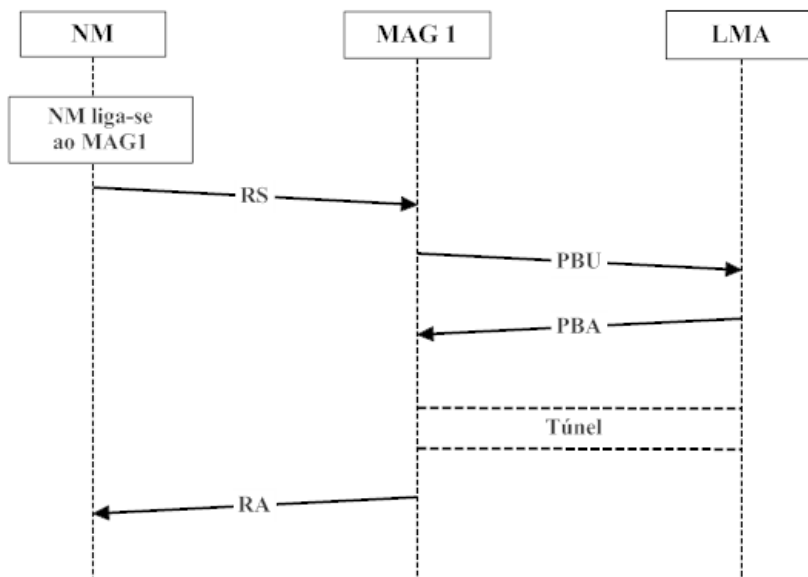 NM
MAG 1
LMA
NM liga-se
ao MAG1
RS
PBU
PBA
Túnel
RA